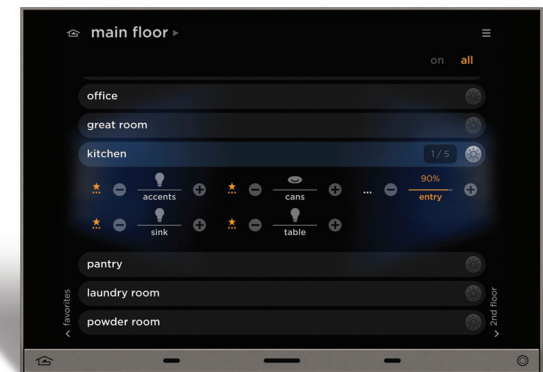 main floor
on all
office
great room
kitchen 1/5
90%
accents cans ... entry
sink table
pantry
laundry room
powder room
favorites
2nd floor